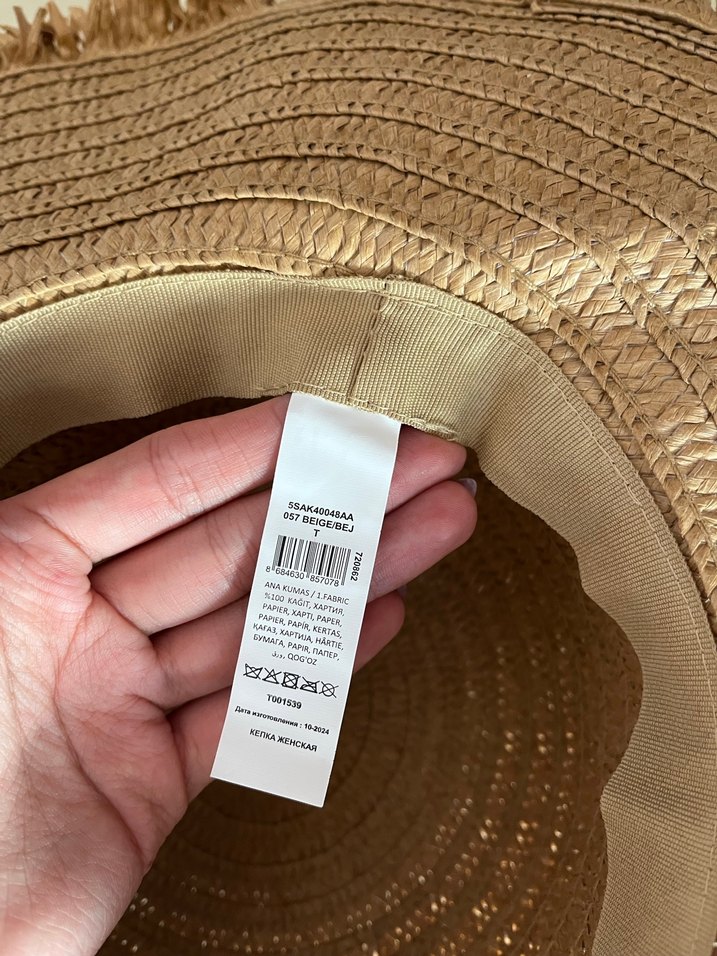 5SAK40048AA
057 BEIGE/BEJ
T
720862
8 684630 857078
ANA KUMAS / 1.FABRIC
%100 KAĞIT, ХАРТИЯ,
PAPIER, ХАРТІ, PAPER,
PAPIER, PAPÍR, KERTAS,
ҚАҒАЗ, ХАРТИЈА, HÂRTIE,
БУМАГА, PAPIR, ПАПЕР,
QOG'OZ
T001539
Дата изготовления : 10-2024
КЕПКА ЖЕНСКАЯ